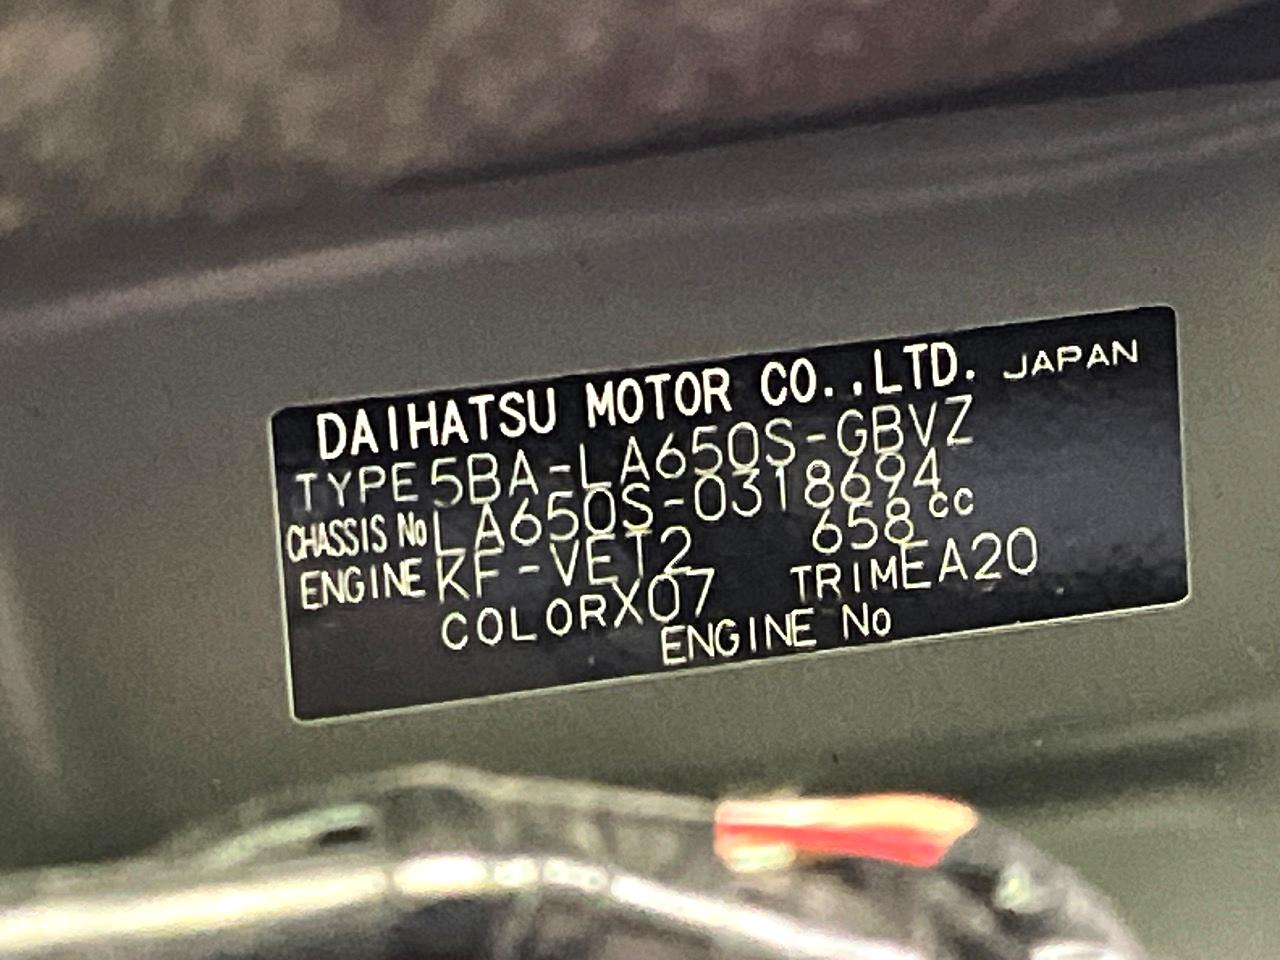 DAIHATSU MOTOR CO.,LTD. JAPAN
TYPE 5BA-LA650S-GBVZ
CHASSIS No LA650S-0318694
ENGINE KF-VET2 658cc
COLOR X07 TRIM EA20
ENGINE No